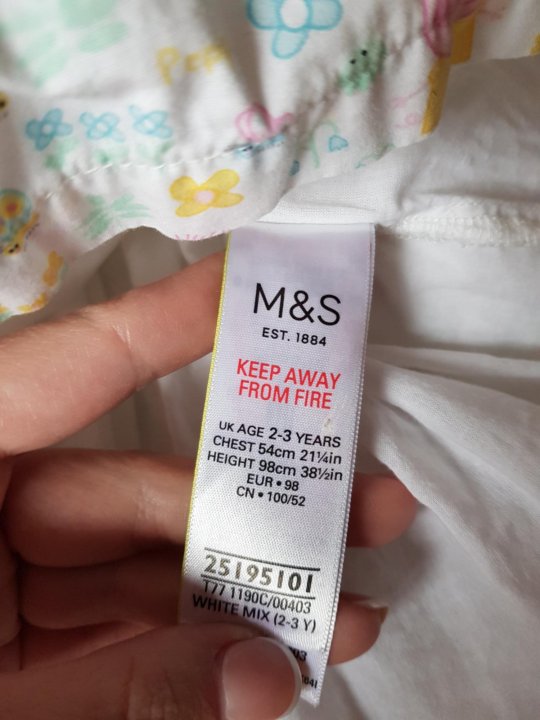 M&S
EST. 1884
KEEP AWAY
FROM FIRE
UK AGE 2-3 YEARS
CHEST 54cm 21¼in
HEIGHT 98cm 38½in
EUR • 98
CN • 100/52
25195101
T77 1190C/00403
WHITE MIX (2-3 Y)